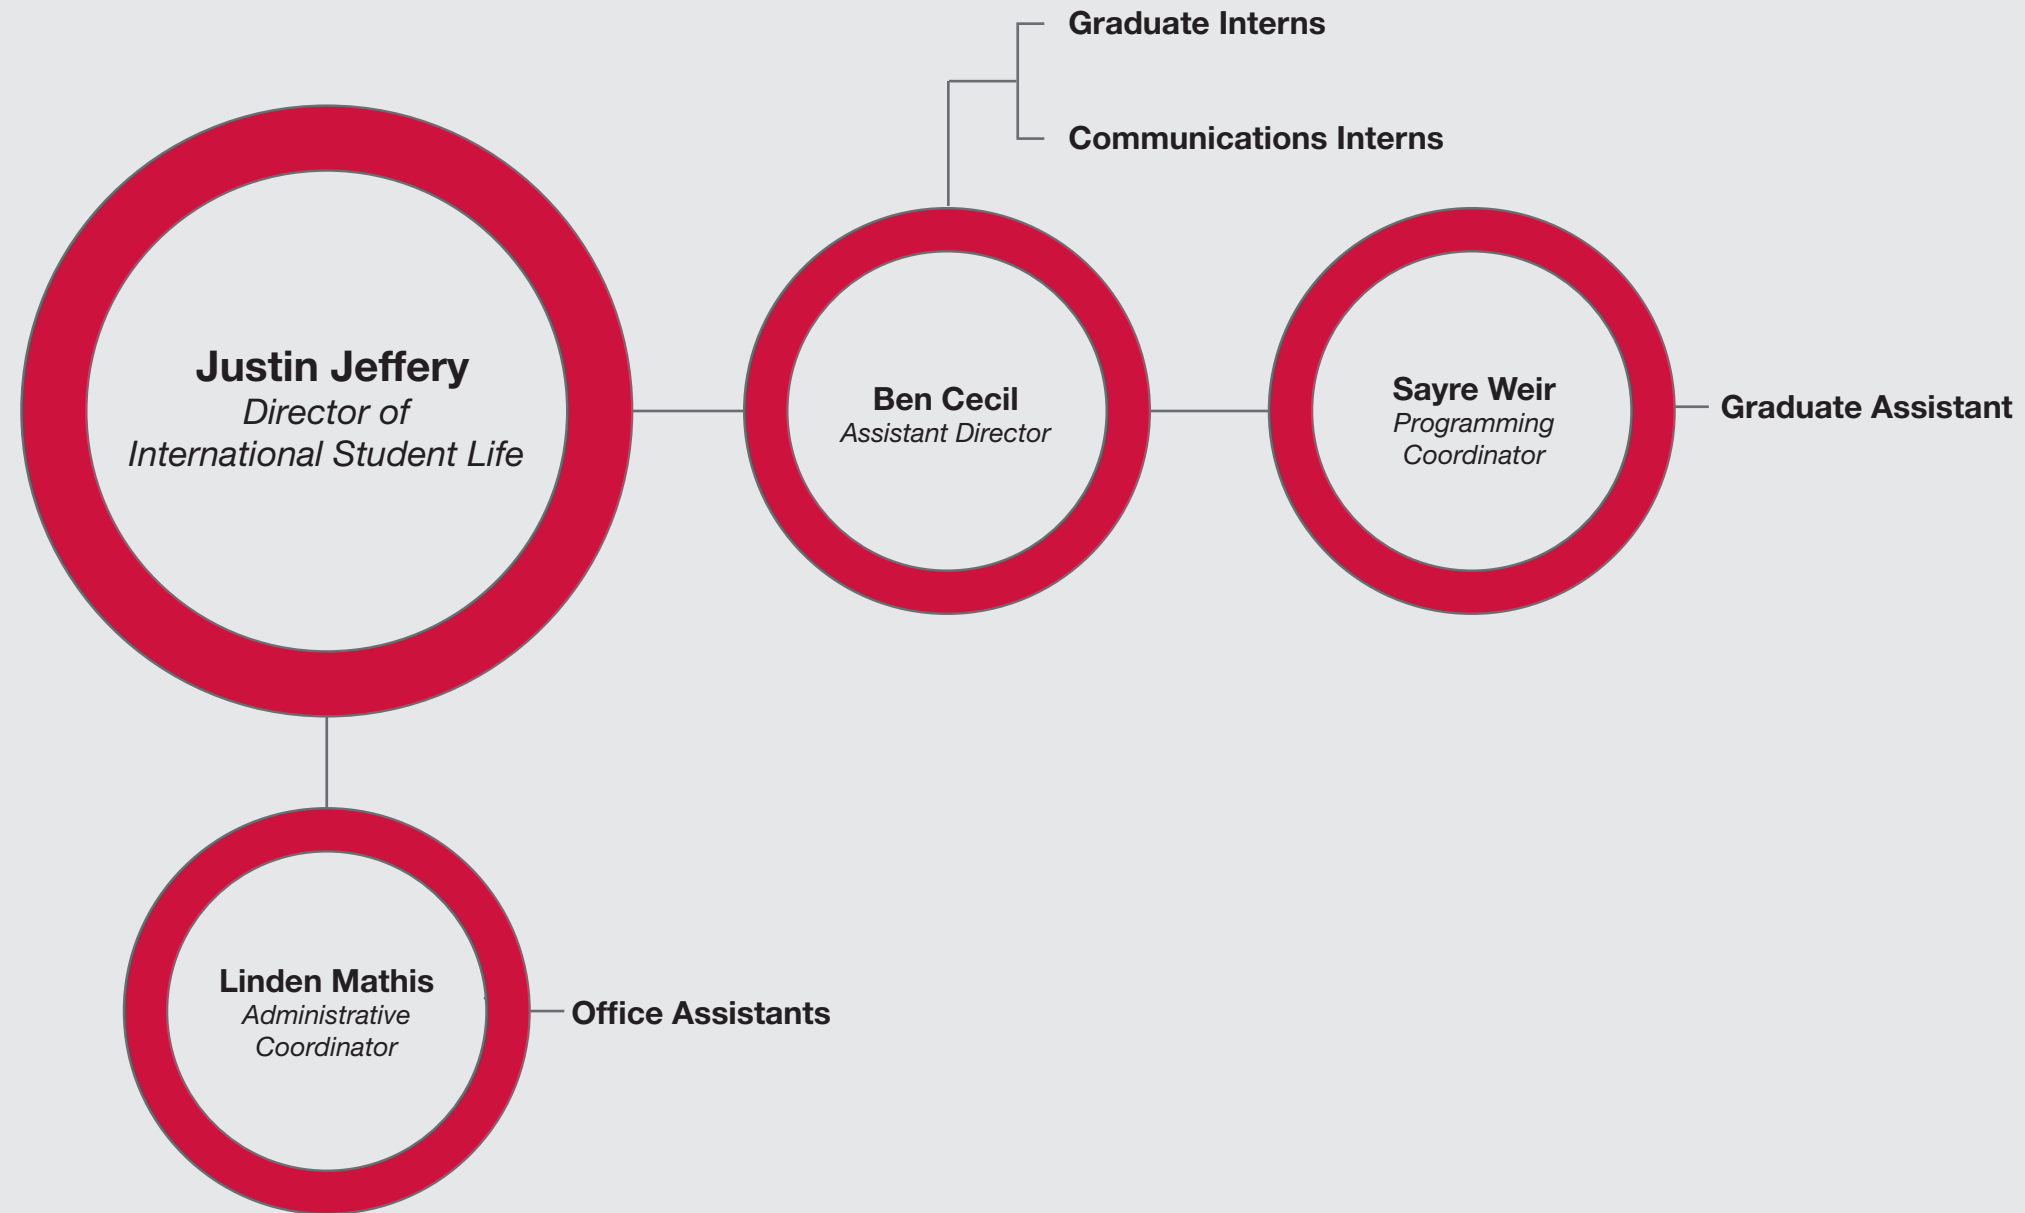 Graduate Interns
Communications Interns
Justin Jeffery
Director of
International Student Life
Ben Cecil
Assistant Director
Sayre Weir
Programming
Coordinator
Graduate Assistant
Linden Mathis
Administrative
Coordinator
Office Assistants